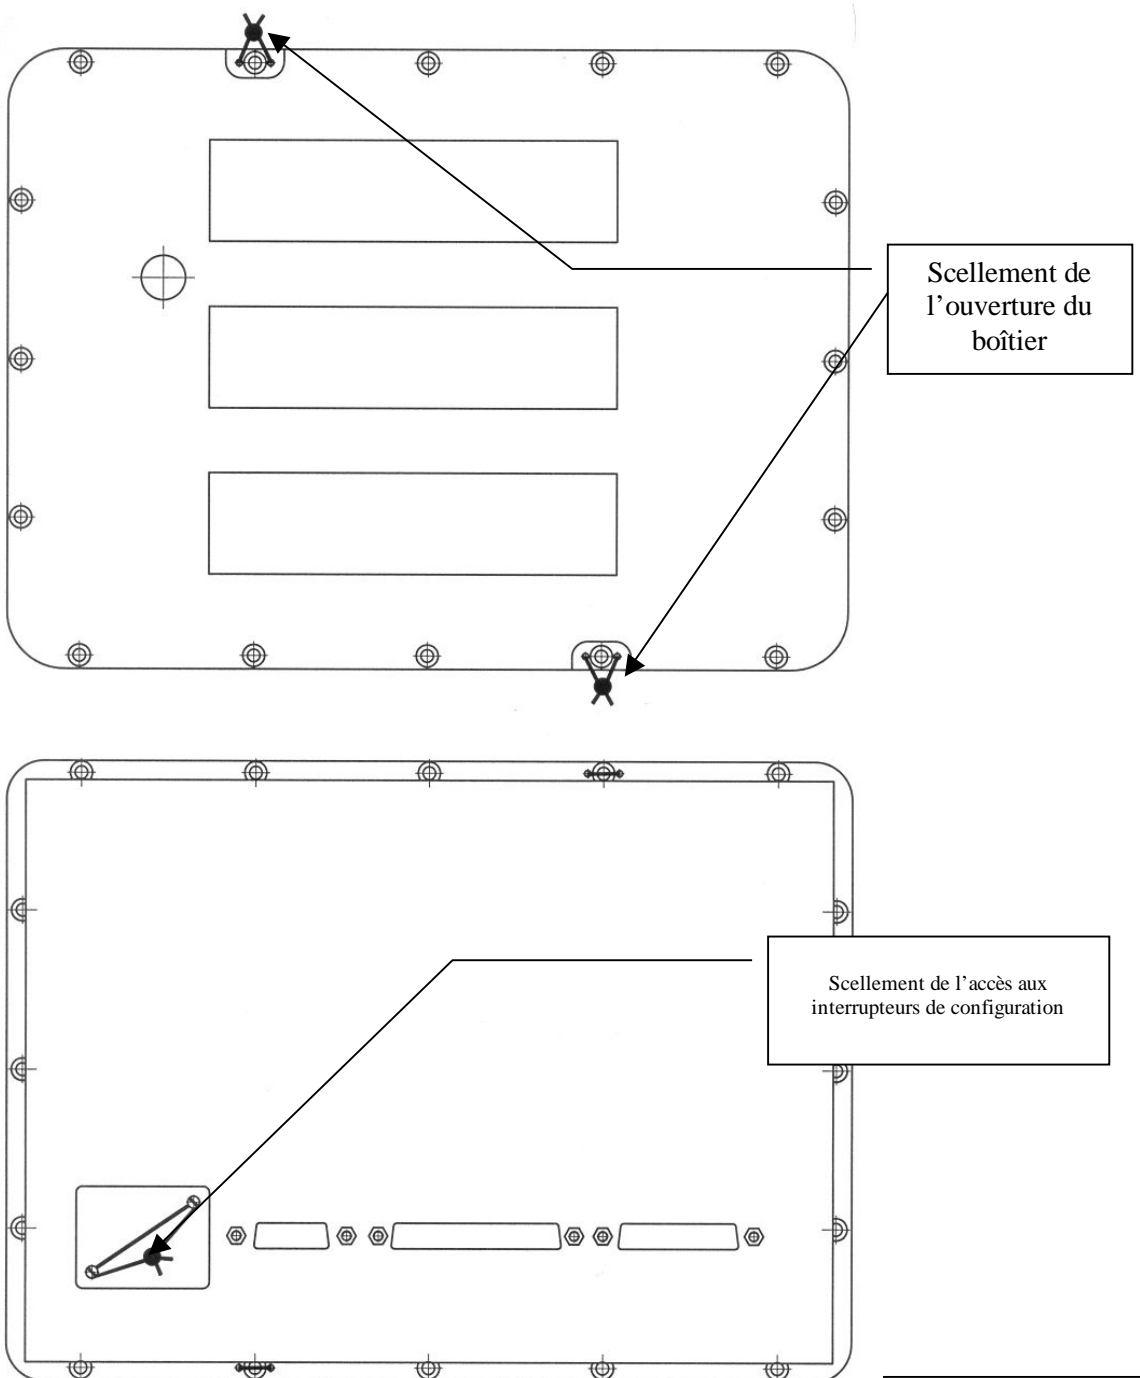 Scellement de
l’ouverture du
boîtier
Scellement de l’accès aux
interrupteurs de configuration